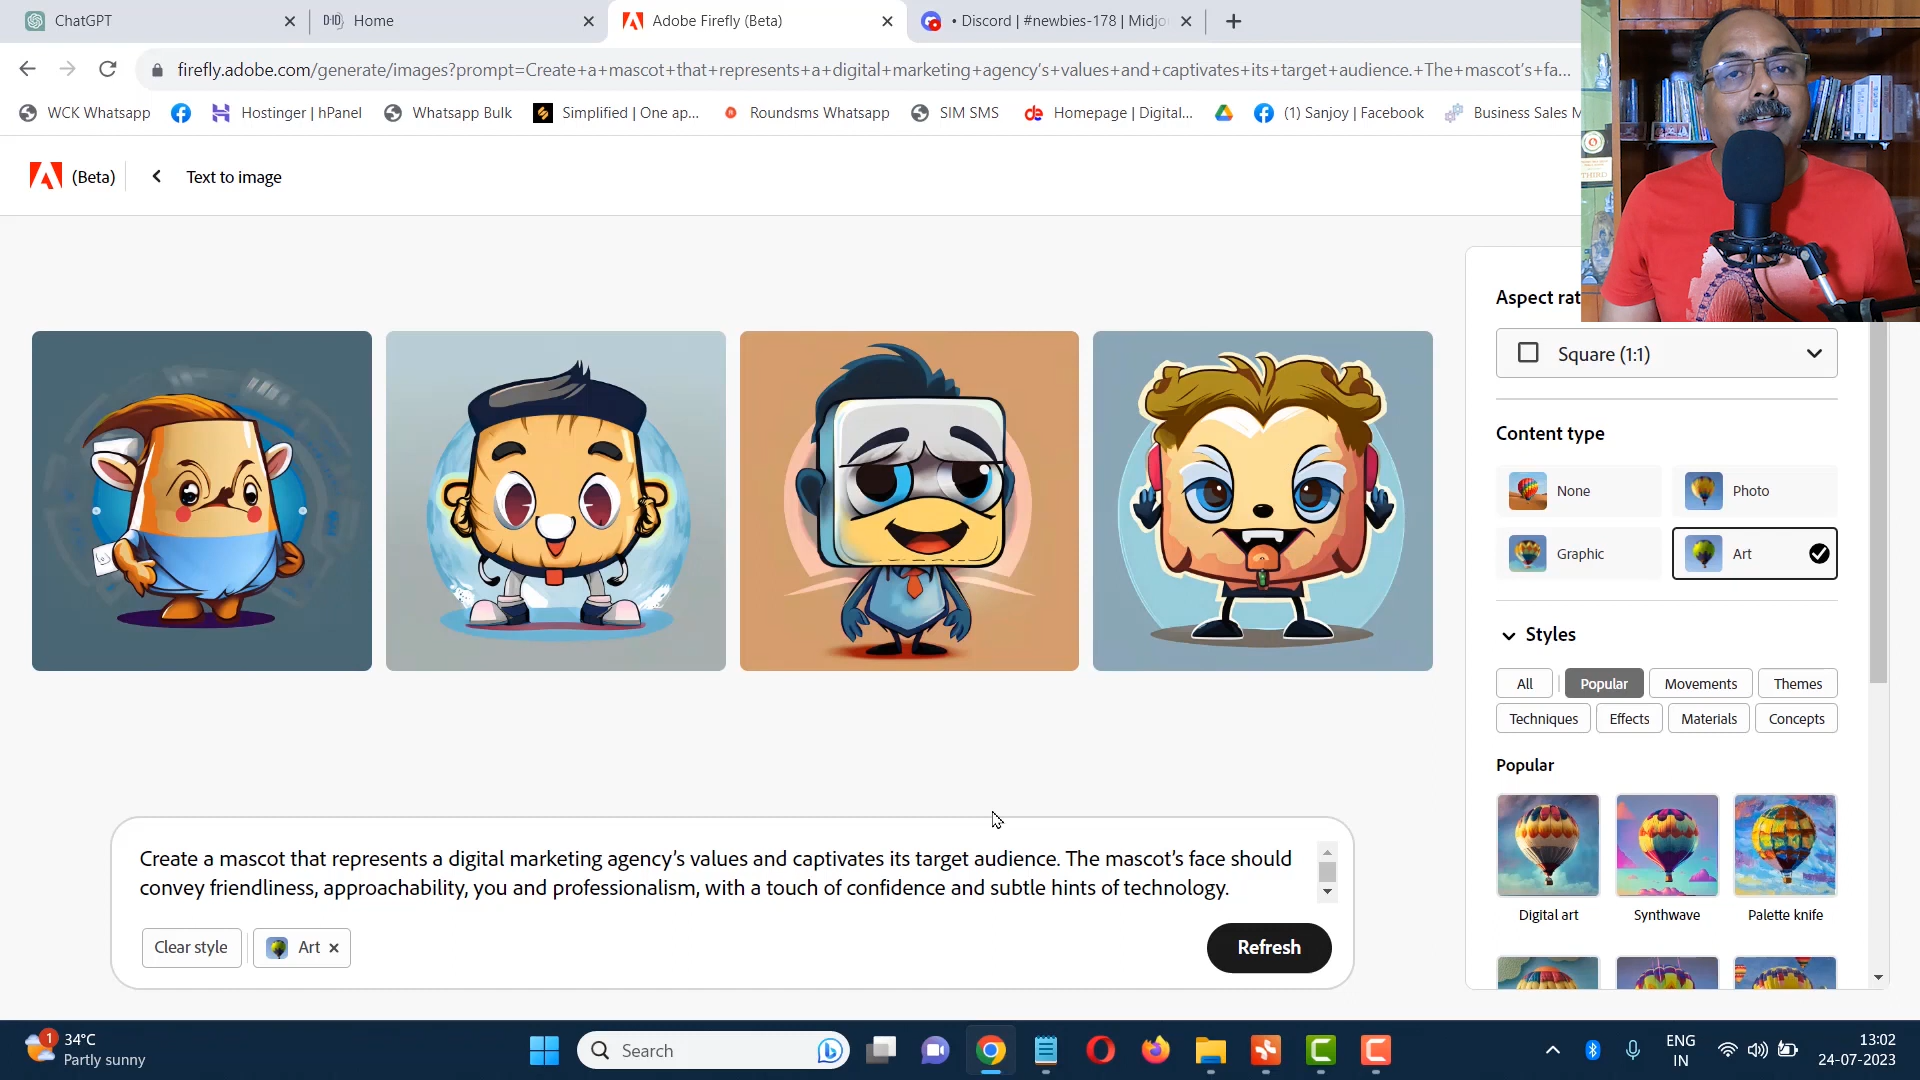 ChatGPT
D-ID Home
Adobe Firefly (Beta)
• Discord | #newbies-178 | Midjo
firefly.adobe.com/generate/images?prompt=Create+a+mascot+that+represents+a+digital+marketing+agency's+values+and+captivates+its+target+audience.+The+mascot's+fa...
WCK Whatsapp
Hostinger | hPanel
Whatsapp Bulk
Simplified | One ap...
Roundsms Whatsapp
SIM SMS
de Homepage | Digital...
(1) Sanjoy | Facebook
Business Sales M
THIRD
(Beta)
Text to image
Aspect rat
Square (1:1)
Content type
None
Photo
Graphic
Art
Styles
All
Popular
Movements
Themes
Techniques
Effects
Materials
Concepts
Popular
Digital art
Synthwave
Palette knife
Create a mascot that represents a digital marketing agency's values and captivates its target audience. The mascot's face should
convey friendliness, approachability, you and professionalism, with a touch of confidence and subtle hints of technology.
Clear style
Art
Refresh
1
34°C
Partly sunny
Search
ENG
IN
13:02
24-07-2023